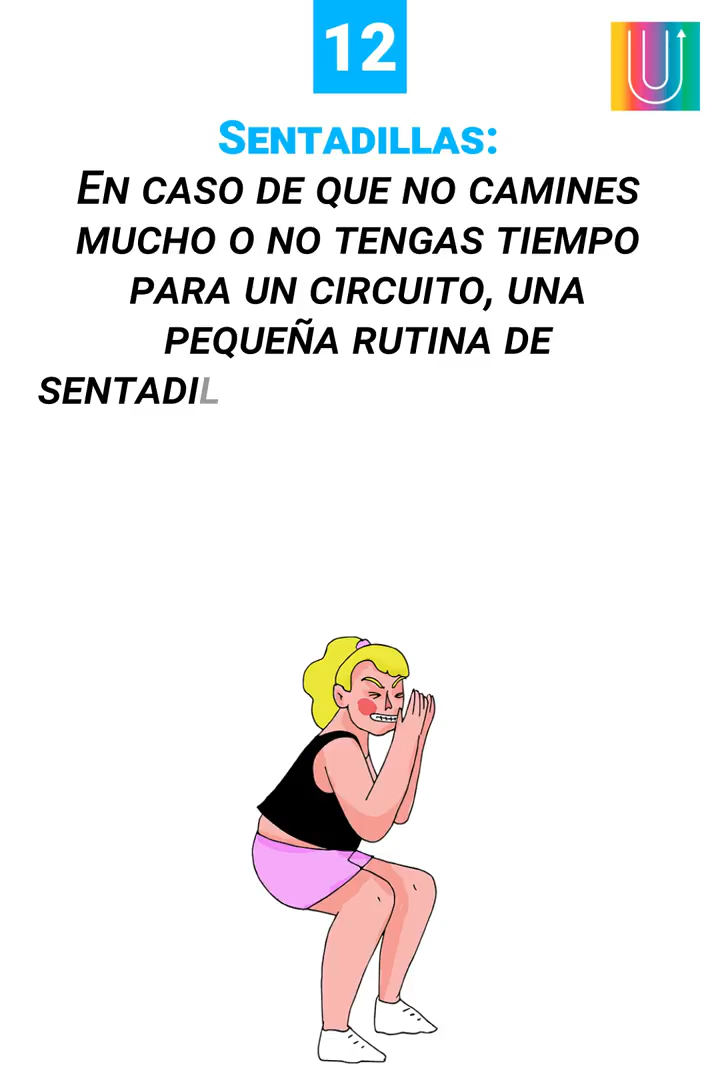 12
U
SENTADILLAS:
EN CASO DE QUE NO CAMINES
MUCHO O NO TENGAS TIEMPO
PARA UN CIRCUITO, UNA
PEQUEÑA RUTINA DE
SENTADIL